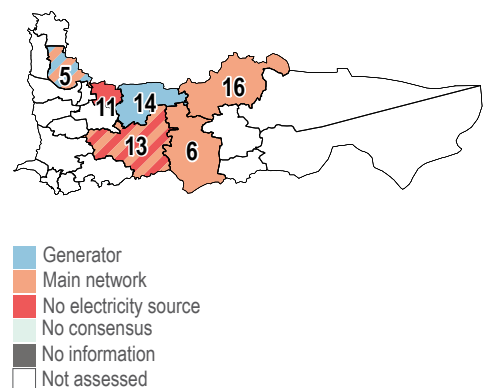 5
16
11
14
13
6
Generator
Main network
No electricity source
No consensus
No information
Not assessed